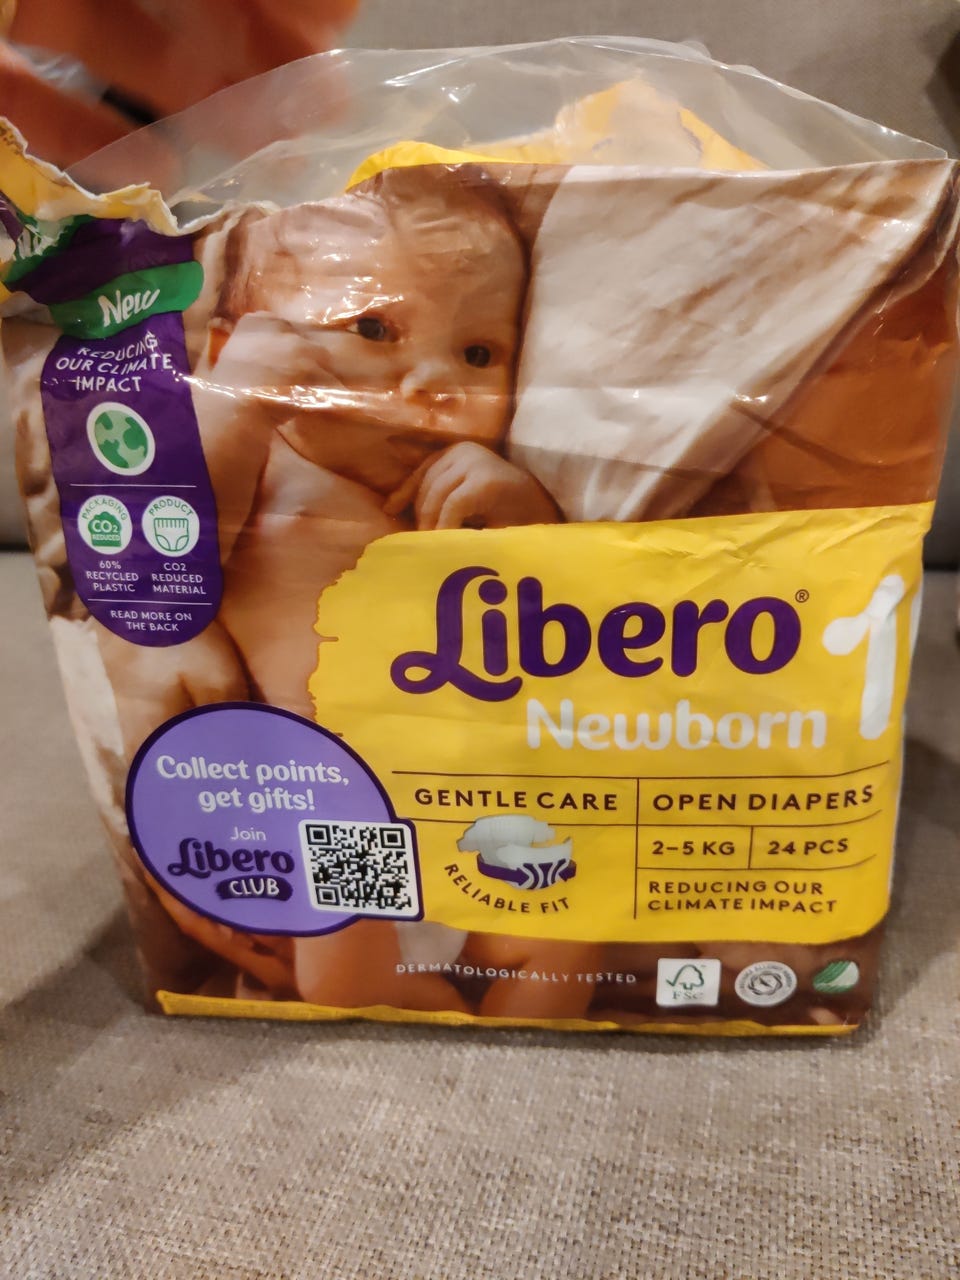 New
REDUCING
OUR CLIMATE
IMPACT
PACKAGING
CO2
REDUCED
PRODUCT
60%
RECYCLED
PLASTIC
CO2
REDUCED
MATERIAL
READ MORE ON
THE BACK
Libero®
1
Newborn
Collect points,
get gifts!
Join
Libero
CLUB
GENTLE CARE
OPEN DIAPERS
RELIABLE FIT
2–5 KG
24 PCS
REDUCING OUR
CLIMATE IMPACT
DERMATOLOGICALLY TESTED
FSC